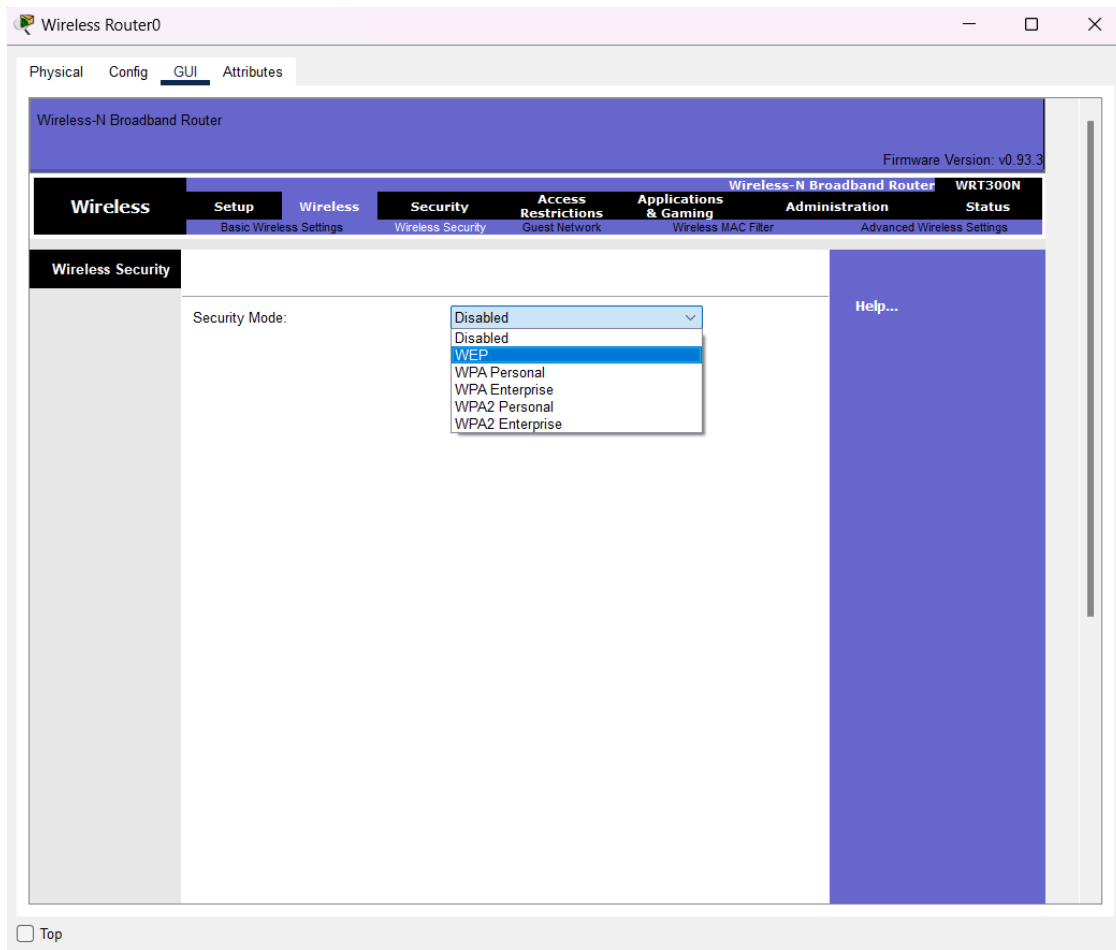 Wireless Router0
Physical Config GUI Attributes
Wireless-N Broadband Router
Firmware Version: v0.93.3
Wireless-N Broadband Router WRT300N
Wireless Setup Wireless Security Access Restrictions Applications & Gaming Administration Status
Basic Wireless Settings Wireless Security Guest Network Wireless MAC Filter Advanced Wireless Settings
Wireless Security
Help...
Security Mode: Disabled
Disabled
WEP
WPA Personal
WPA Enterprise
WPA2 Personal
WPA2 Enterprise
Top